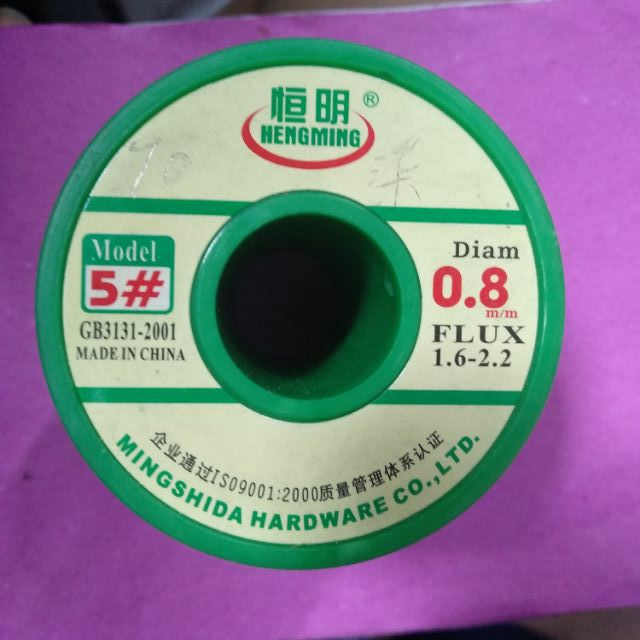 恒明®
HENGMING
Model
5#
GB3131-2001
MADE IN CHINA
Diam
0.8
m/m
FLUX
1.6-2.2
企业通过ISO9001:2000质量管理体系认证
MINGSHIDA HARDWARE CO.,LTD.